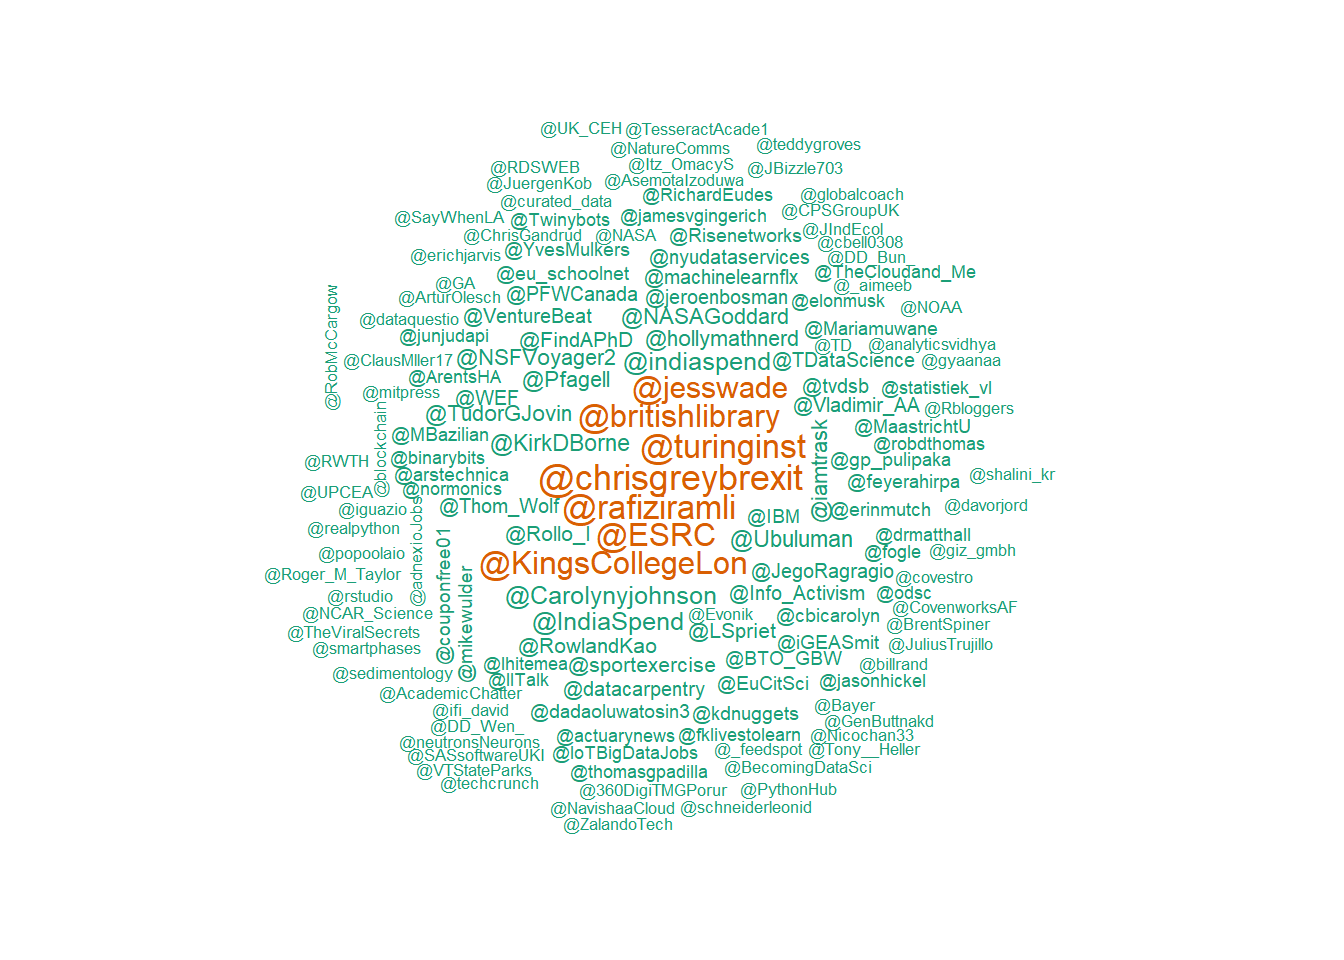 @UK_CEH @TesseractAcade1
@teddygroves
@NatureComms
@Itz_OmacyS
@RDSWEB
@JBizzle703
@JuergenKob
@AsemotaIzoduwa
@RichardEudes
@globalcoach
@curated_data
@CPSGroupUK
@SayWhenLA
@Twinybots
@jamesvgingerich
@JIndEcol
@ChrisGandrud
@NASA
@Risenetworks
@cbell0308
@YvesMulkers
@erichjarvis
@nyudataservices
@DD_Bun_
@eu_schoolnet
@machinelearnflx
@TheCloudand_Me
@GA
@_aimeeb
@ArturOlesch
@PFWCanada
@jeroenbosman
@elonmusk
@NOAA
@RobMcCargow
@dataquestio
@VentureBeat
@NASAGoddard
@Mariamuwane
@junjudapi
@FindAPhD
@hollymathnerd
@TD
@analyticsvidhya
@ClausMller17
@NSFVoyager2
@indiaspend
@TDataScience
@gyaanaa
@ArentsHA
@Pfagell
@jesswade
@tvdsb
@statistiek_vl
@mitpress
@WEF
@Vladimir_AA
@Rbloggers
@TudorGJovin
@britishlibrary
@MaastrichtU
@blockchain
@MBazilian
@KirkDBorne
@turinginst
@iamtrask
@robdthomas
@RWTH
@binarybits
@gp_pulipaka
@arstechnica
@chrisgreybrexit
@shalini_kr
@feyerahirpa
@UPCEA
@normonics
@iguazio
@Thom_Wolf
@rafiziramli
@IBM
@erinmutch
@davorjord
@realpython
@adnexioJobs
@Rollo_I
@ESRC
@Ubuluman
@drmatthall
@popoolaio
@couponfree01
@fogle
@giz_gmbh
@Roger_M_Taylor
@KingsCollegeLon
@JegoRagragio
@covestro
@rstudio
@mikewulder
@Carolynyjohnson
@Info_Activism
@odsc
@NCAR_Science
@CovenworksAF
@IndiaSpend
@Evonik
@cbicarolyn
@BrentSpiner
@TheViralSecrets
@LSpriet
@smartphases
@RowlandKao
@iGEASmit
@JuliusTrujillo
@sedimentology
@lhitemea
@sportexercise
@BTO_GBW
@billrand
@IlTalk
@AcademicChatter
@datacarpentry
@EuCitSci
@jasonhickel
@ifi_david
@dadaoluwatosin3
@kdnuggets
@Bayer
@DD_Wen_
@GenButtnakd
@neutronsNeurons
@actuarynews
@fklivestolearn
@Nicochan33
@SASsoftwareUKI
@IoTBigDataJobs
@_feedspot
@Tony__Heller
@VTStateParks
@thomasgpadilla
@BecomingDataSci
@techcrunch
@360DigiTMGPorur
@PythonHub
@NavishaaCloud
@schneiderleonid
@ZalandoTech